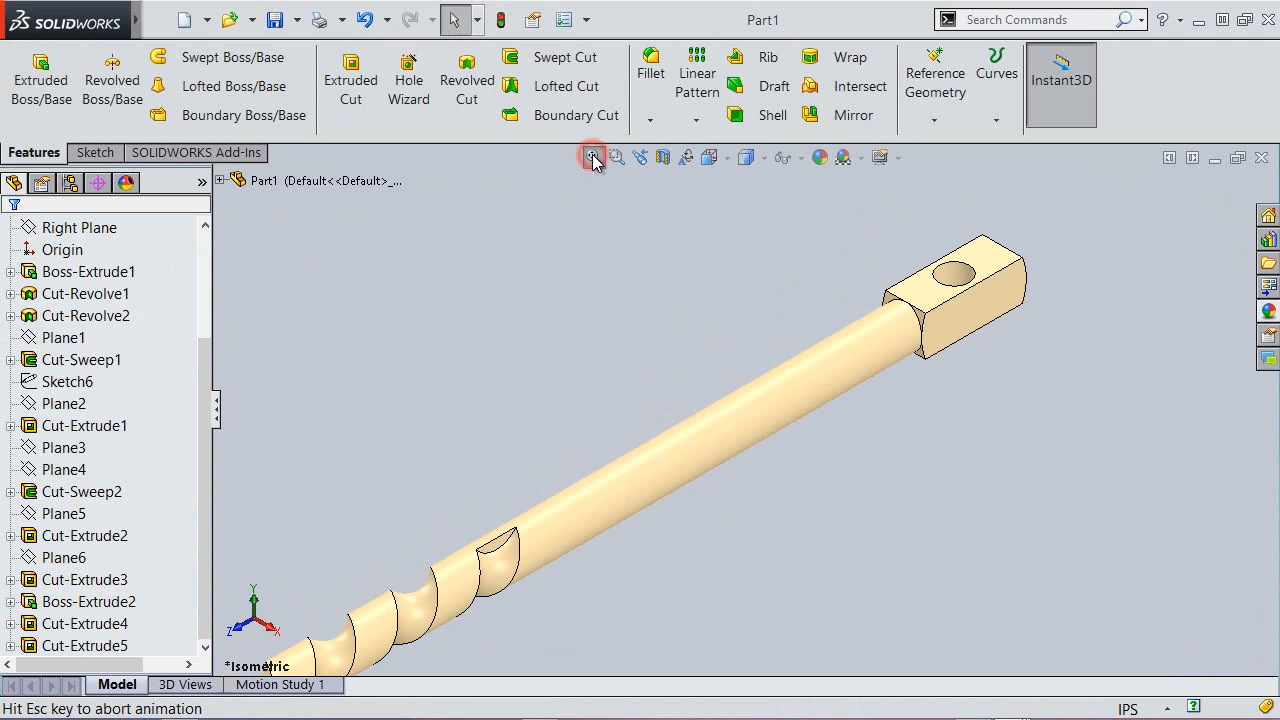 SOLIDWORKS
Part1
Search Commands
Extruded Boss/Base
Revolved Boss/Base
Swept Boss/Base
Lofted Boss/Base
Boundary Boss/Base
Extruded Cut
Hole Wizard
Revolved Cut
Swept Cut
Lofted Cut
Boundary Cut
Fillet
Linear Pattern
Rib
Draft
Shell
Wrap
Intersect
Mirror
Reference Geometry
Curves
Instant3D
Features
Sketch
SOLIDWORKS Add-Ins
Part1 (Default<<Default>_...
Right Plane
Origin
Boss-Extrude1
Cut-Revolve1
Cut-Revolve2
Plane1
Cut-Sweep1
Sketch6
Plane2
Cut-Extrude1
Plane3
Plane4
Cut-Sweep2
Plane5
Cut-Extrude2
Plane6
Cut-Extrude3
Boss-Extrude2
Cut-Extrude4
Cut-Extrude5
Y
Z
X
*Isometric
Model
3D Views
Motion Study 1
Hit Esc key to abort animation
IPS